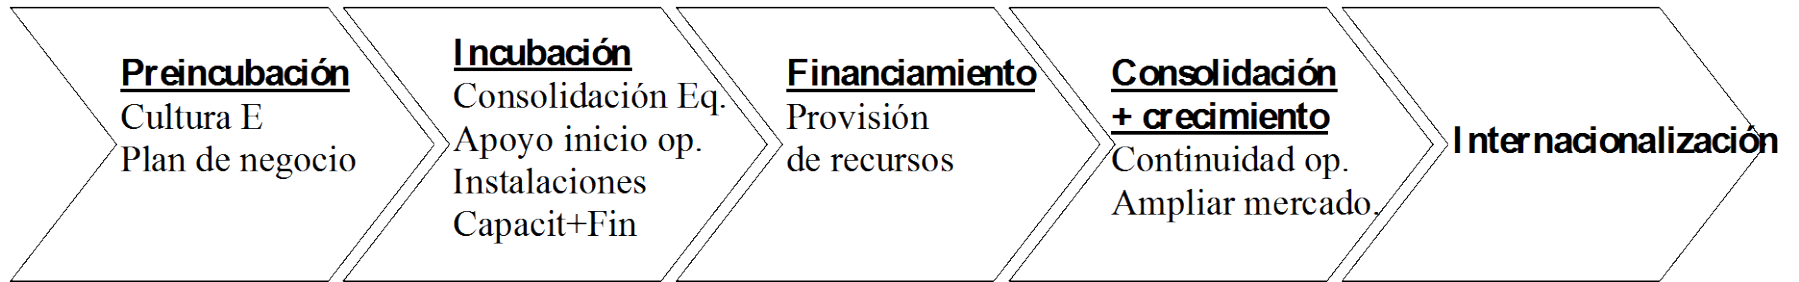 Preincubación
Cultura E
Plan de negocio
Incubación
Consolidación Eq.
Apoyo inicio op.
Instalaciones
Capacit+Fin
Financiamiento
Provisión
de recursos
Consolidación
+ crecimiento
Continuidad op.
Ampliar mercado.
Internacionalización